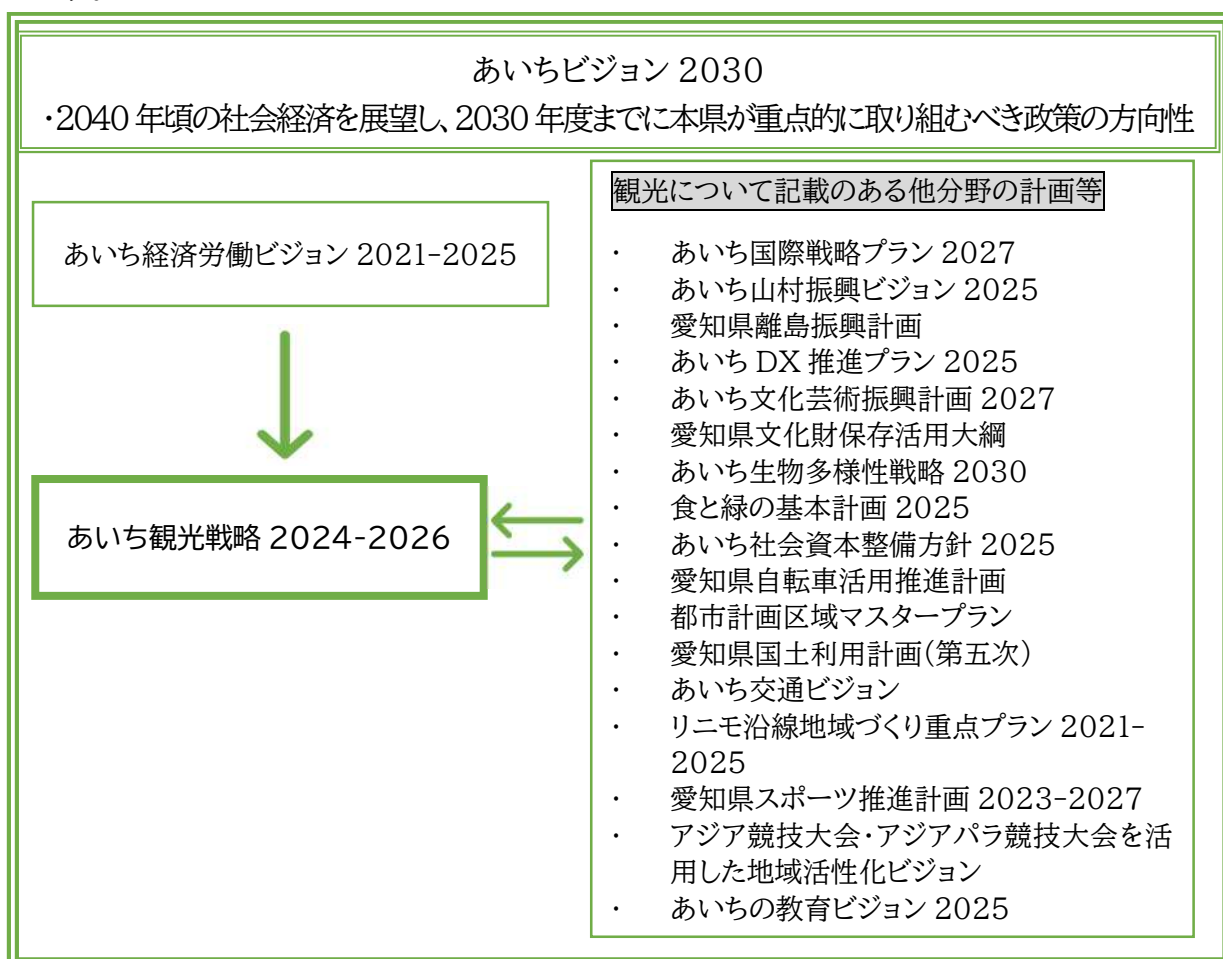 あいちビジョン 2030
・2040 年頃の社会経済を展望し、2030 年度までに本県が重点的に取り組むべき政策の方向性
あいち経済労働ビジョン 2021-2025
あいち観光戦略 2024-2026
観光について記載のある他分野の計画等
・ あいち国際戦略プラン 2027
・ あいち山村振興ビジョン 2025
・ 愛知県離島振興計画
・ あいち DX 推進プラン 2025
・ あいち文化芸術振興計画 2027
・ 愛知県文化財保存活用大綱
・ あいち生物多様性戦略 2030
・ 食と緑の基本計画 2025
・ あいち社会資本整備方針 2025
・ 愛知県自転車活用推進計画
・ 都市計画区域マスタープラン
・ 愛知県国土利用計画(第五次)
・ あいち交通ビジョン
・ リニモ沿線地域づくり重点プラン 2021-
2025
・ 愛知県スポーツ推進計画 2023-2027
・ アジア競技大会・アジアパラ競技大会を活
用した地域活性化ビジョン
・ あいちの教育ビジョン 2025